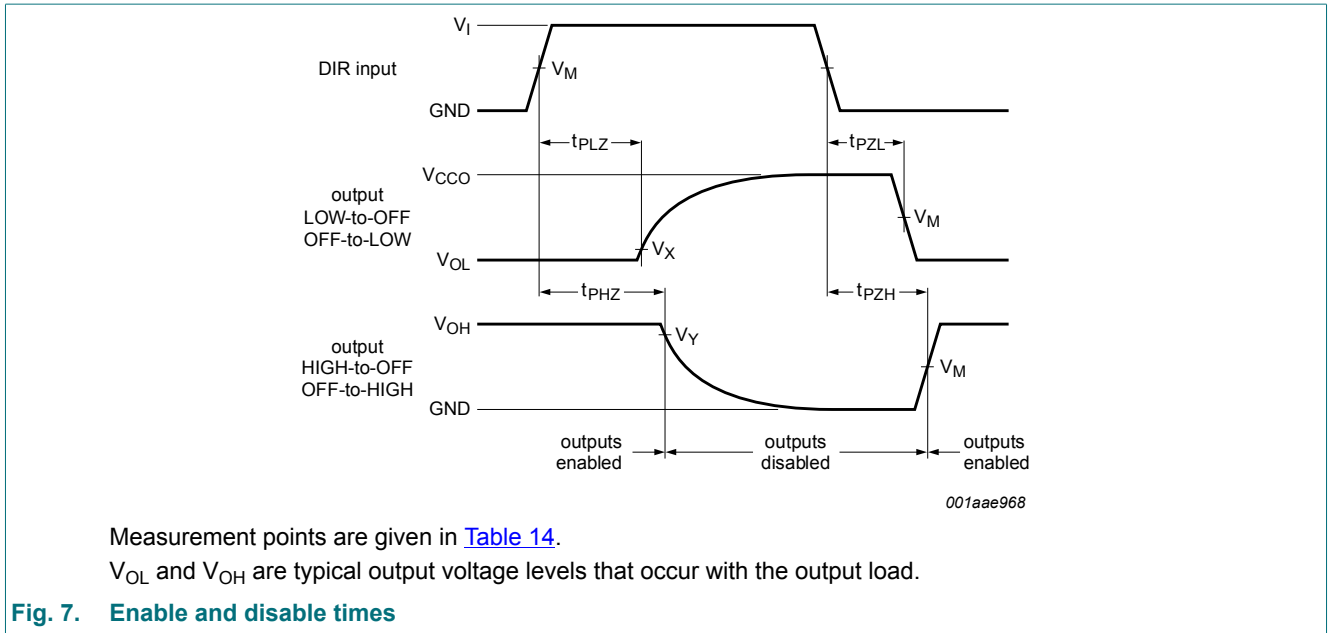 VI
DIR input
VM
GND
tPLZ
tPZL
VCCO
output
LOW-to-OFF
OFF-to-LOW
VM
VX
VOL
tPHZ
tPZH
VOH
VY
output
HIGH-to-OFF
OFF-to-HIGH
VM
GND
outputs
enabled
outputs
disabled
outputs
enabled
001aae968
Measurement points are given in Table 14.
VOL and VOH are typical output voltage levels that occur with the output load.
Fig. 7. Enable and disable times